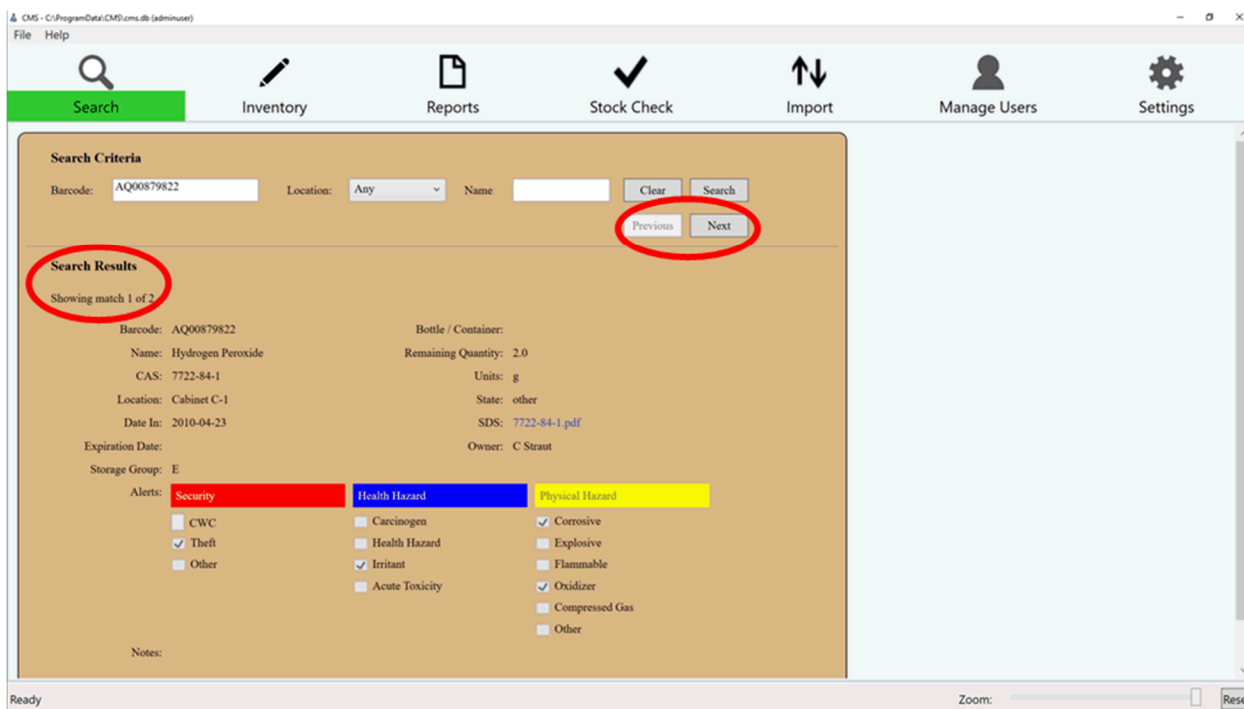 CMS - C:\ProgramData\CMS\cms.db (adminuser)
File Help
Search Inventory Reports Stock Check Import Manage Users Settings
Search Criteria
Barcode: AQ00879822 Location: Any Name Clear Search
Previous Next
Search Results
Showing match 1 of 2
Barcode: AQ00879822 Bottle / Container:
Name: Hydrogen Peroxide Remaining Quantity: 2.0
CAS: 7722-84-1 Units: g
Location: Cabinet C-1 State: other
Date In: 2010-04-23 SDS: 7722-84-1.pdf
Expiration Date: Owner: C Straut
Storage Group: E
Alerts: Security Health Hazard Physical Hazard
CWC Carcinogen Corrosive
Theft Health Hazard Explosive
Other Irritant Flammable
Acute Toxicity Oxidizer
Compressed Gas
Other
Notes:
Ready Zoom: Rese